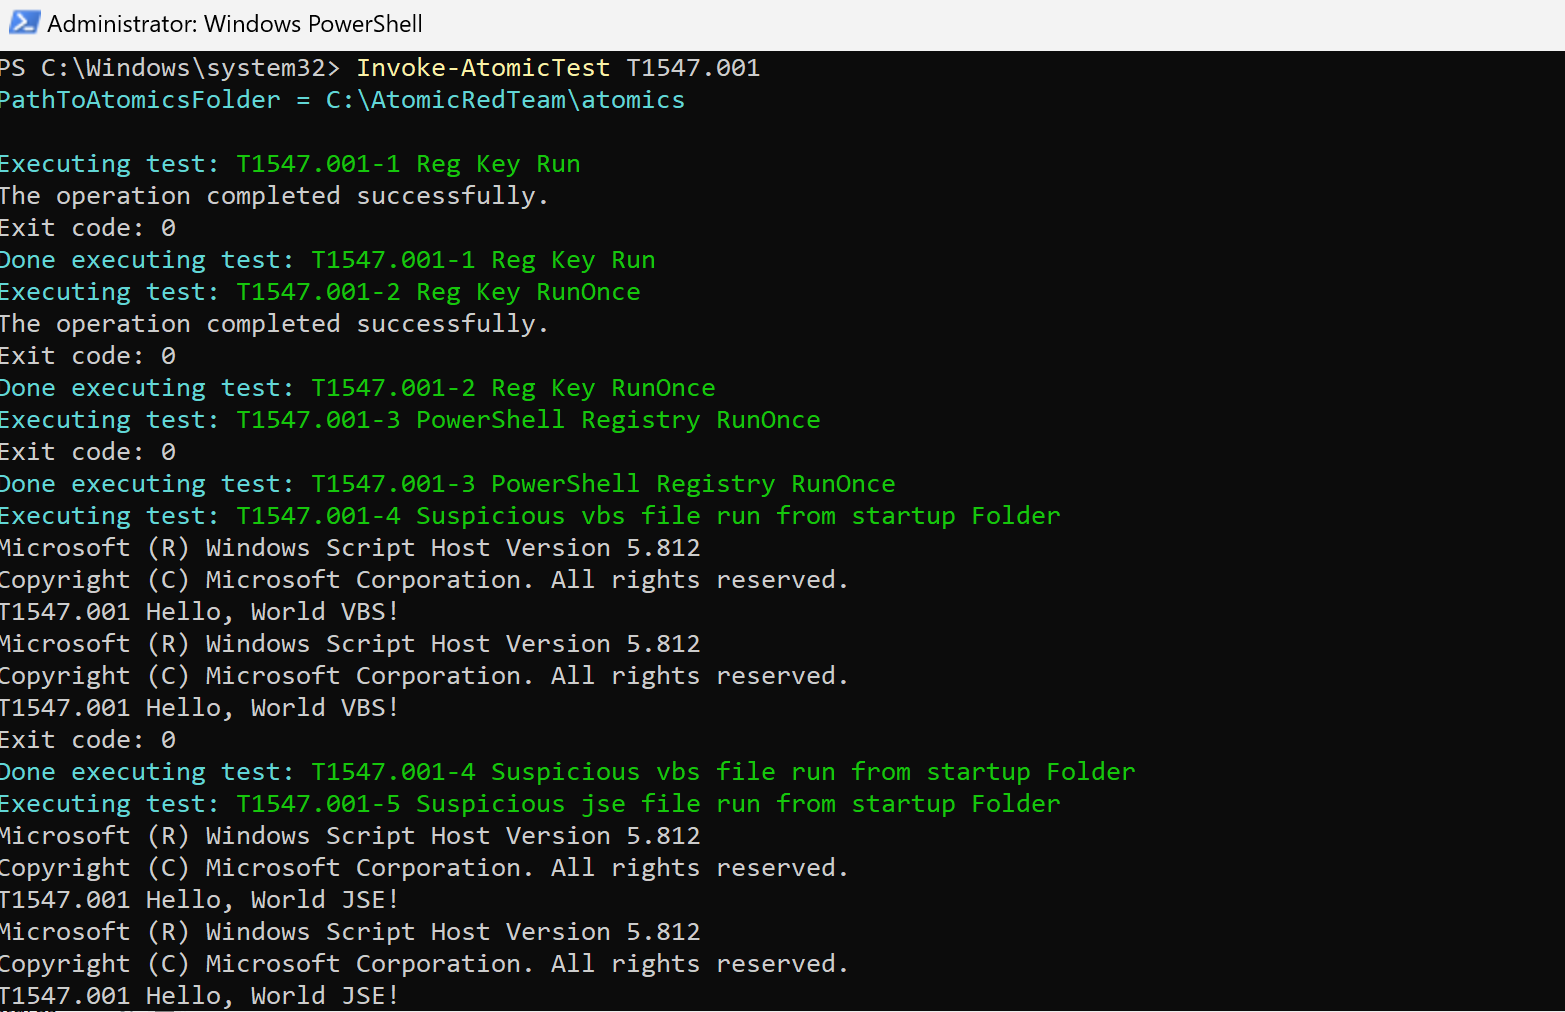 Administrator: Windows PowerShell
PS C:\Windows\system32> Invoke-AtomicTest T1547.001
PathToAtomicsFolder = C:\AtomicRedTeam\atomics
Executing test: T1547.001-1 Reg Key Run
The operation completed successfully.
Exit code: 0
Done executing test: T1547.001-1 Reg Key Run
Executing test: T1547.001-2 Reg Key RunOnce
The operation completed successfully.
Exit code: 0
Done executing test: T1547.001-2 Reg Key RunOnce
Executing test: T1547.001-3 PowerShell Registry RunOnce
Exit code: 0
Done executing test: T1547.001-3 PowerShell Registry RunOnce
Executing test: T1547.001-4 Suspicious vbs file run from startup Folder
Microsoft (R) Windows Script Host Version 5.812
Copyright (C) Microsoft Corporation. All rights reserved.
T1547.001 Hello, World VBS!
Microsoft (R) Windows Script Host Version 5.812
Copyright (C) Microsoft Corporation. All rights reserved.
T1547.001 Hello, World VBS!
Exit code: 0
Done executing test: T1547.001-4 Suspicious vbs file run from startup Folder
Executing test: T1547.001-5 Suspicious jse file run from startup Folder
Microsoft (R) Windows Script Host Version 5.812
Copyright (C) Microsoft Corporation. All rights reserved.
T1547.001 Hello, World JSE!
Microsoft (R) Windows Script Host Version 5.812
Copyright (C) Microsoft Corporation. All rights reserved.
T1547.001 Hello, World JSE!